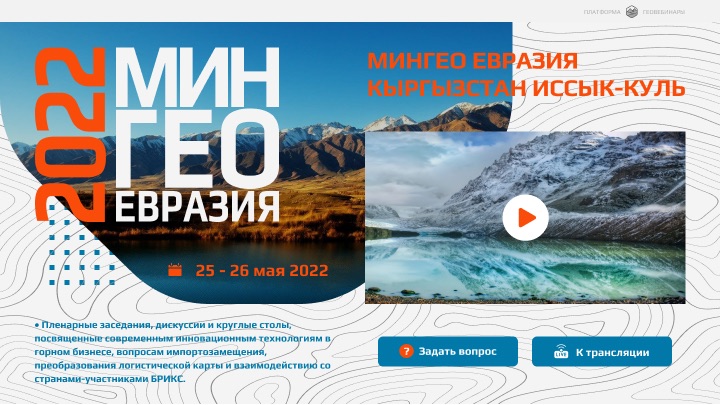 ПЛАТФОРМА ГЕОВЕБИНАРЫ
2022
МИН
ГЕО
ЕВРАЗИЯ
25 - 26 мая 2022
МИНГЕО ЕВРАЗИЯ
КЫРГЫЗСТАН ИССЫК-КУЛЬ
• Пленарные заседания, дискуссии и круглые столы,
посвященные современным инновационным технологиям в
горном бизнесе, вопросам импортозамещения,
преобразования логистической карты и взаимодействию со
странами-участниками БРИКС.
? Задать вопрос
LIVE К трансляции